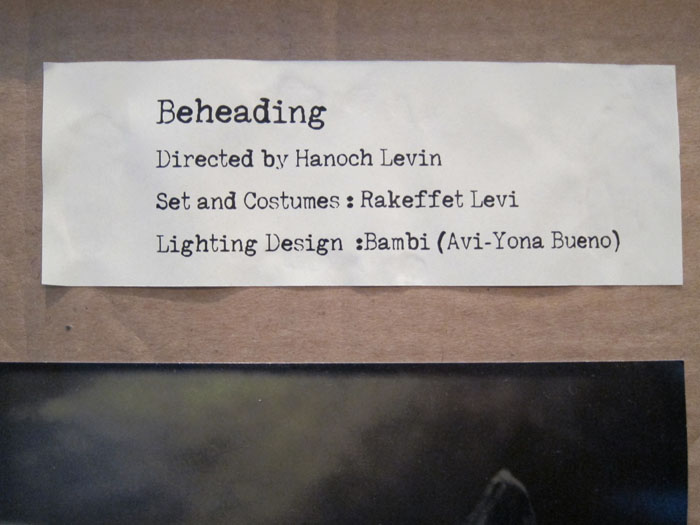 Beheading
Directed by Hanoch Levin
Set and Costumes : Rakeffet Levi
Lighting Design :Bambi (Avi-Yona Bueno)